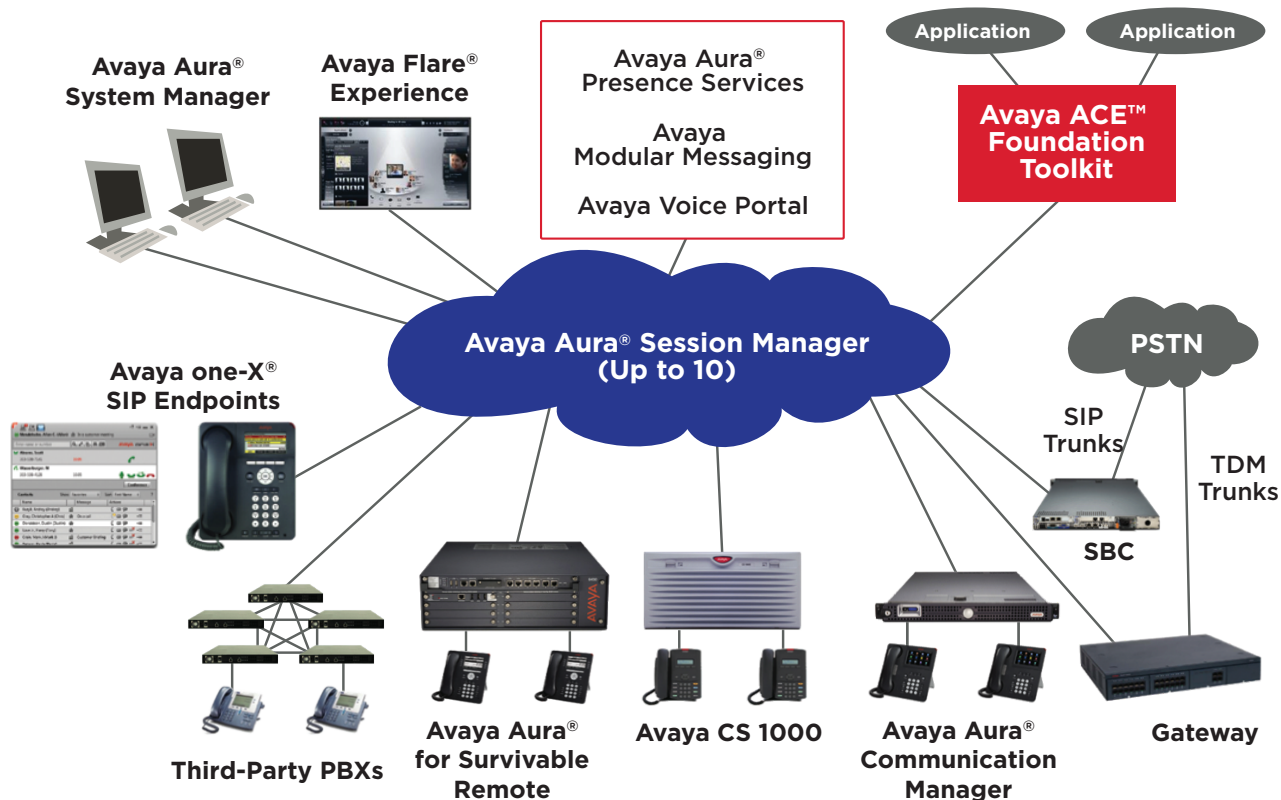 Avaya Aura®
System Manager
Avaya Flare®
Experience
Avaya Aura®
Presence Services
Avaya
Modular Messaging
Avaya Voice Portal
Application
Application
Avaya ACE™
Foundation
Toolkit
Avaya Aura® Session Manager
(Up to 10)
PSTN
Avaya one-X®
SIP Endpoints
SIP
Trunks
TDM
Trunks
SBC
Conference
AVAYA
Third-Party PBXs
Avaya Aura®
for Survivable
Remote
Avaya CS 1000
Avaya Aura®
Communication
Manager
Gateway